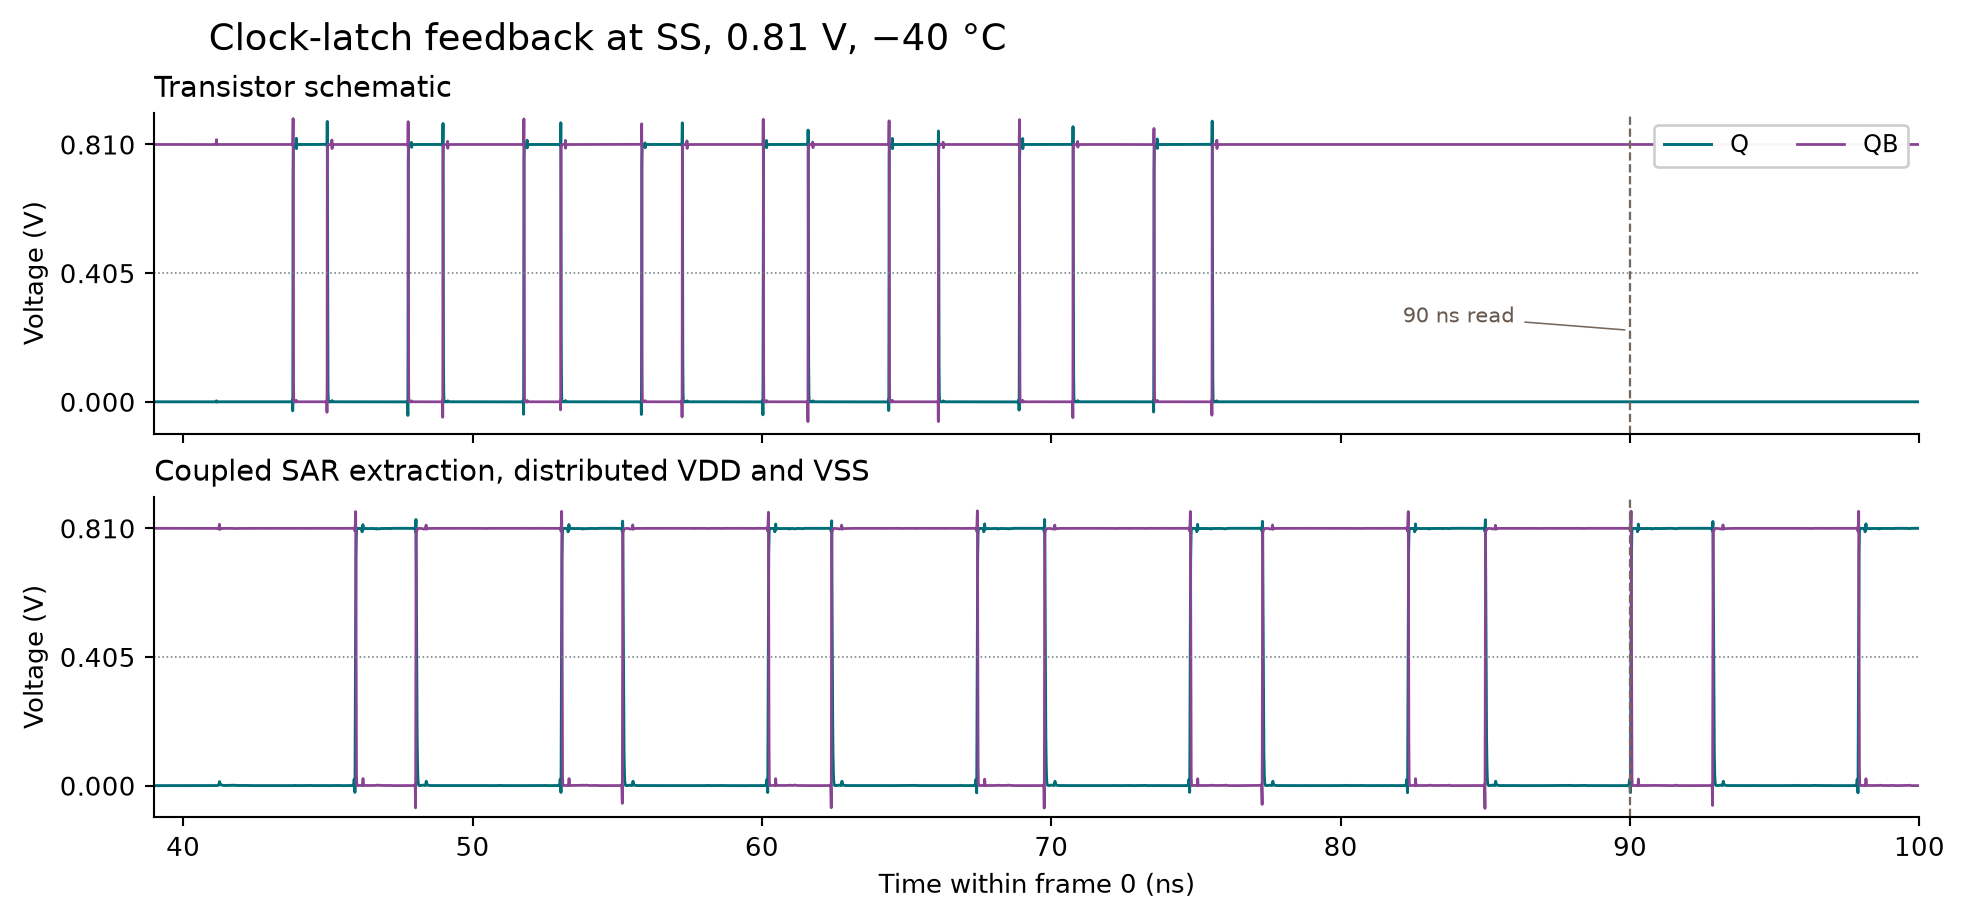 Clock-latch feedback at SS, 0.81 V, −40 °C
Transistor schematic
Voltage (V)
0.810
0.405
0.000
Q QB
90 ns read
Coupled SAR extraction, distributed VDD and VSS
Voltage (V)
0.810
0.405
0.000
40 50 60 70 80 90 100
Time within frame 0 (ns)